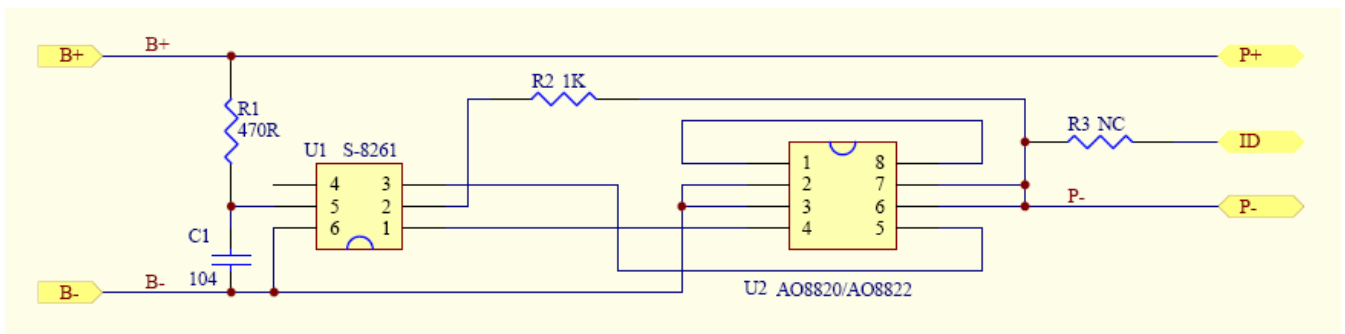 B+ B+ P+
R2 1K
R1
470R
R3 NC ID
U1 S-8261
1 8
4 3 2 7
5 2 3 6 P- P-
6 1 4 5
C1
104
B- B-
U2 AO8820/AO8822